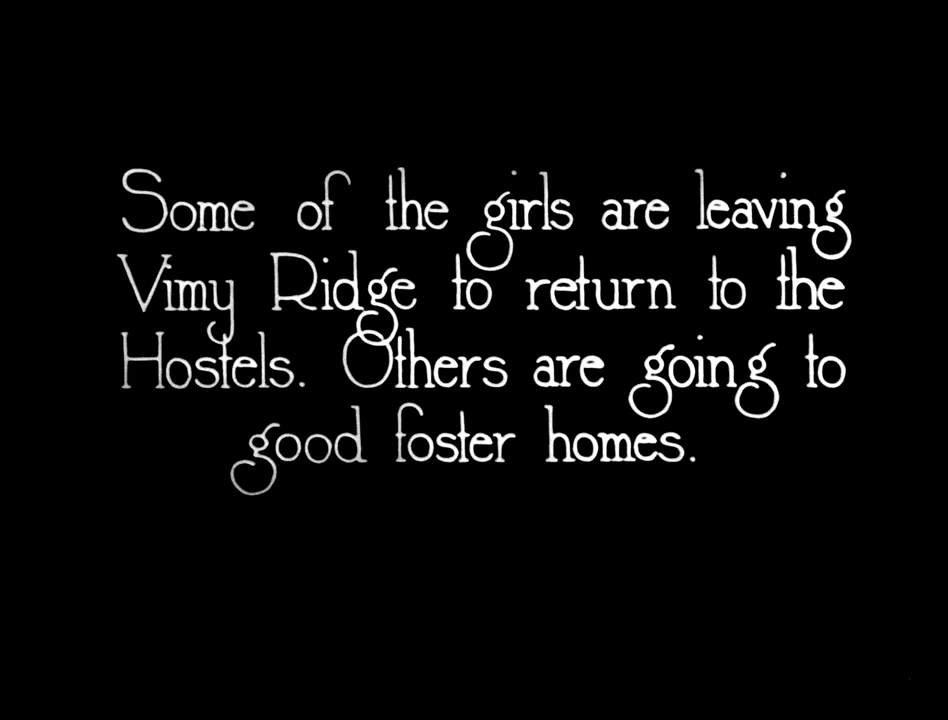 Some of the girls are leaving
Vimy Ridge to return to the
Hostels. Others are going to
good foster homes.